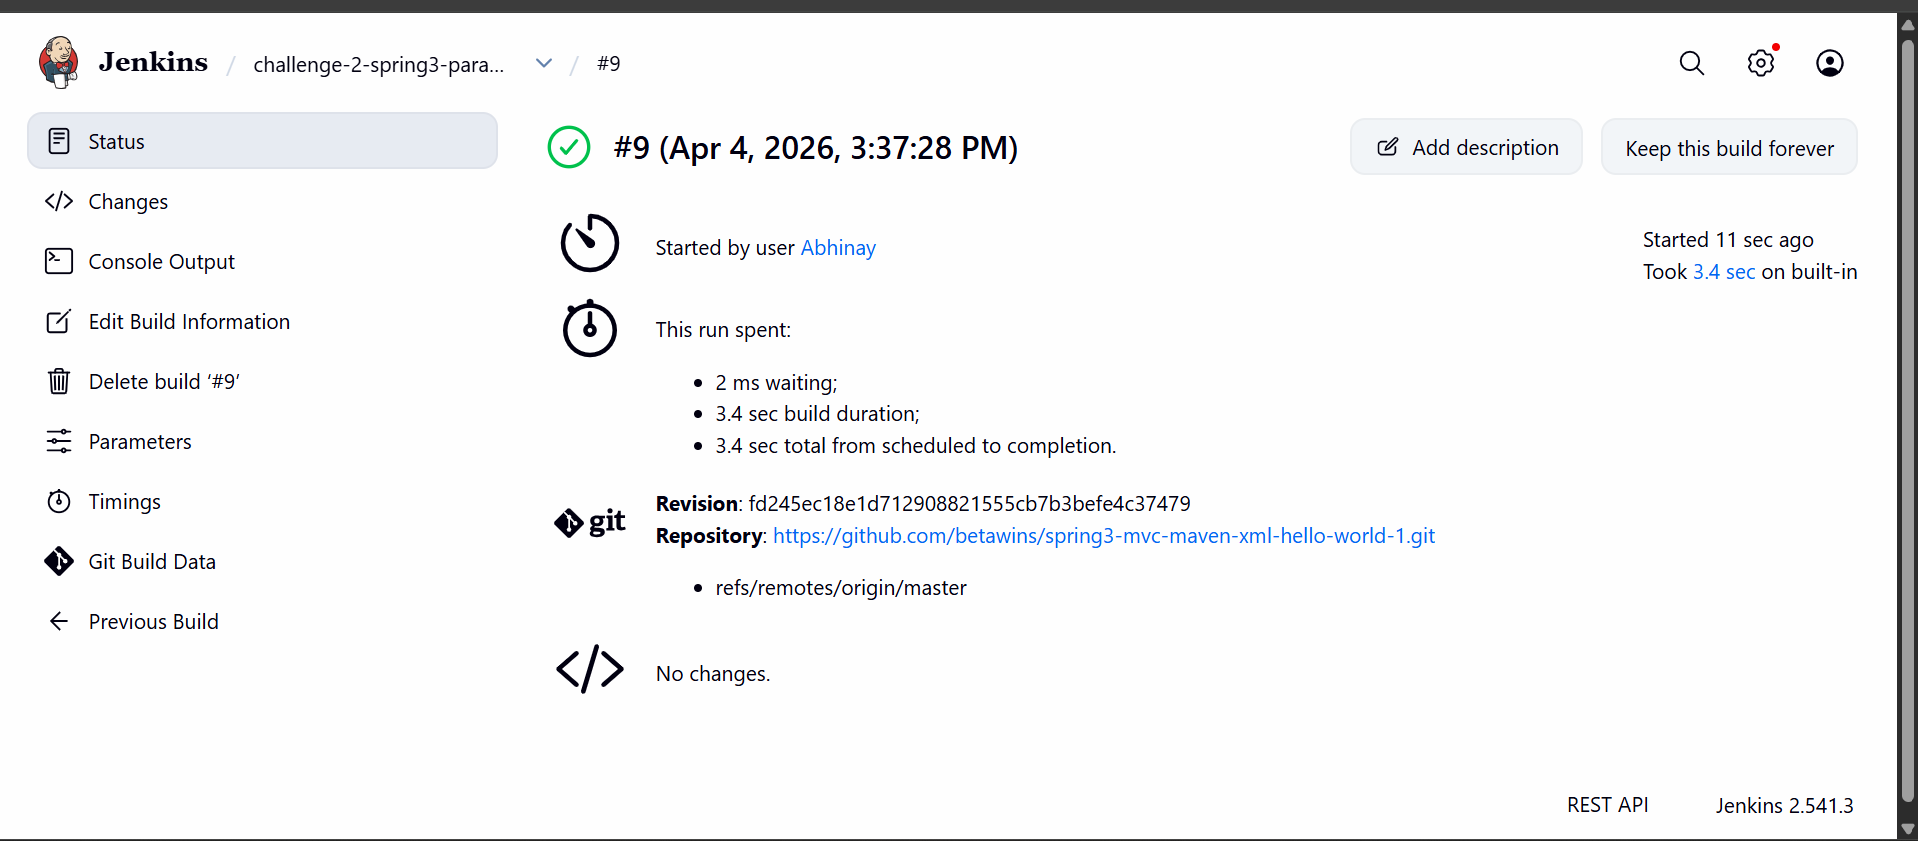 Jenkins / challenge-2-spring3-para... / #9
Status
Changes
Console Output
Edit Build Information
Delete build ‘#9’
Parameters
Timings
Git Build Data
Previous Build
#9 (Apr 4, 2026, 3:37:28 PM)
Add description
Keep this build forever
Started by user Abhinay
Started 11 sec ago
Took 3.4 sec on built-in
This run spent:
• 2 ms waiting;
• 3.4 sec build duration;
• 3.4 sec total from scheduled to completion.
git
Revision: fd245ec18e1d712908821555cb7b3befe4c37479
Repository: https://github.com/betawins/spring3-mvc-maven-xml-hello-world-1.git
• refs/remotes/origin/master
No changes.
REST API
Jenkins 2.541.3